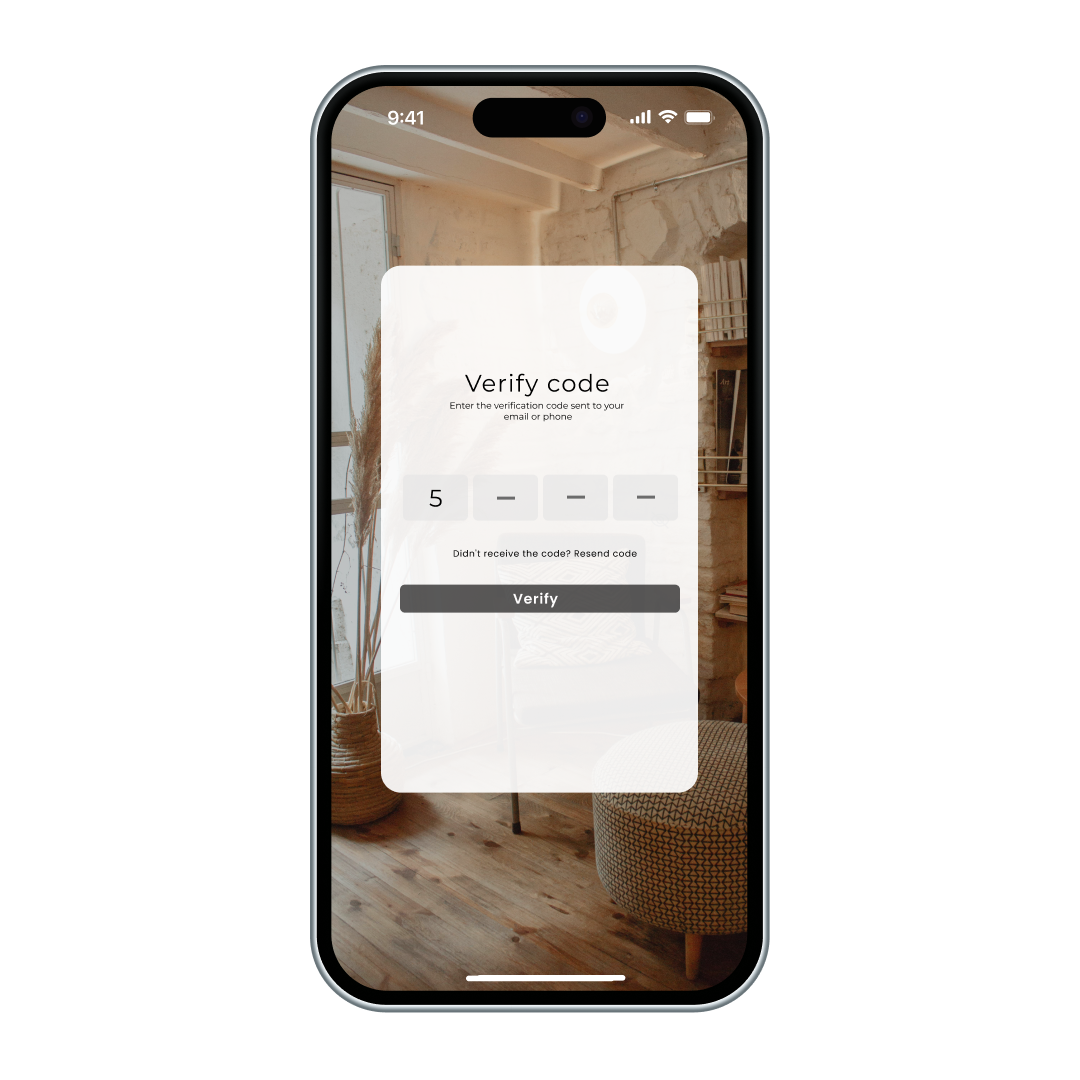 9:41
Verify code
Enter the verification code sent to your
email or phone
5 – – –
Didn't receive the code? Resend code
Verify